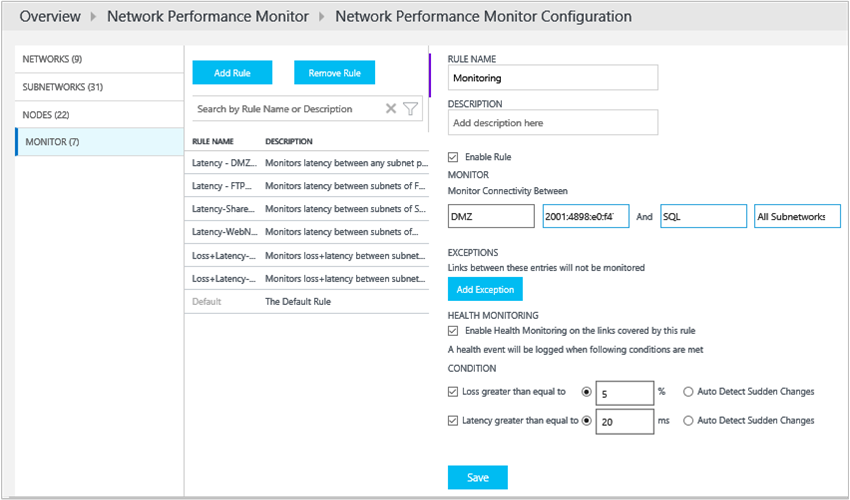 Overview ▸ Network Performance Monitor ▸ Network Performance Monitor Configuration
NETWORKS (9)
SUBNETWORKS (31)
NODES (22)
MONITOR (7)
Add Rule Remove Rule
Search by Rule Name or Description
RULE NAME DESCRIPTION
Latency - DMZ... Monitors latency between any subnet p...
Latency - FTP... Monitors latency between subnets of F...
Latency-Share... Monitors latency between subnets of S...
Latency-WebN... Monitors latency between subnets of...
Loss+Latency-... Monitors loss+latency between subnet...
Loss+Latency-... Monitors loss+latency between subnet...
Default The Default Rule
RULE NAME
Monitoring
DESCRIPTION
Add description here
Enable Rule
MONITOR
Monitor Connectivity Between
DMZ 2001:4898:e0:f4 And SQL All Subnetworks
EXCEPTIONS
Links between these entries will not be monitored
Add Exception
HEALTH MONITORING
Enable Health Monitoring on the links covered by this rule
A health event will be logged when following conditions are met
CONDITION
Loss greater than equal to 5 % Auto Detect Sudden Changes
Latency greater than equal to 20 ms Auto Detect Sudden Changes
Save